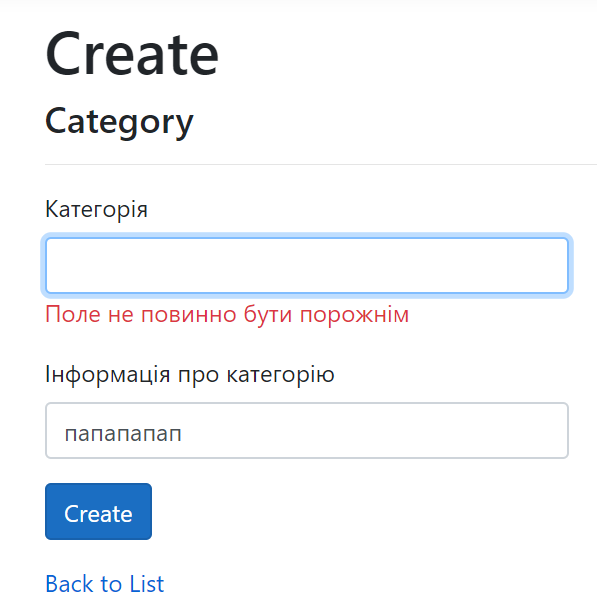 Create
Category
Категорія
Поле не повинно бути порожнім
Інформація про категорію
папапапап
Create
Back to List